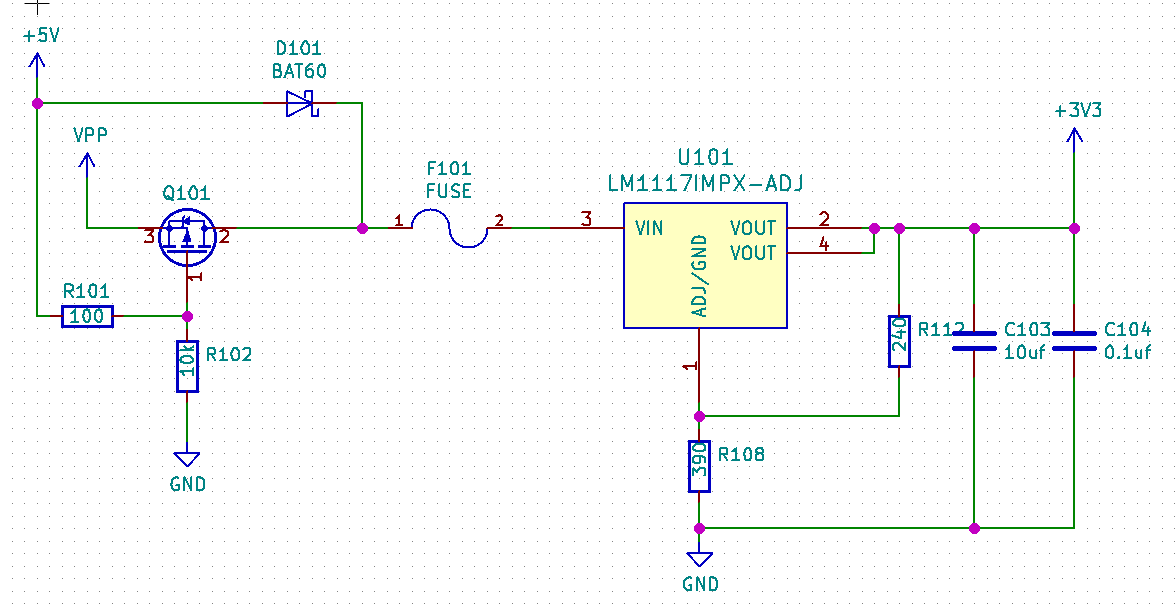 +5V
D101
BAT60
VPP
+3V3
Q101
F101
FUSE
U101
LM1117IMPX-ADJ
3
2
1
1
2
3
VIN
VOUT
2
VOUT
4
ADJ/GND
1
R101
100
10k
R102
GND
240
R112
C103
10uf
C104
0.1uf
390
R108
GND